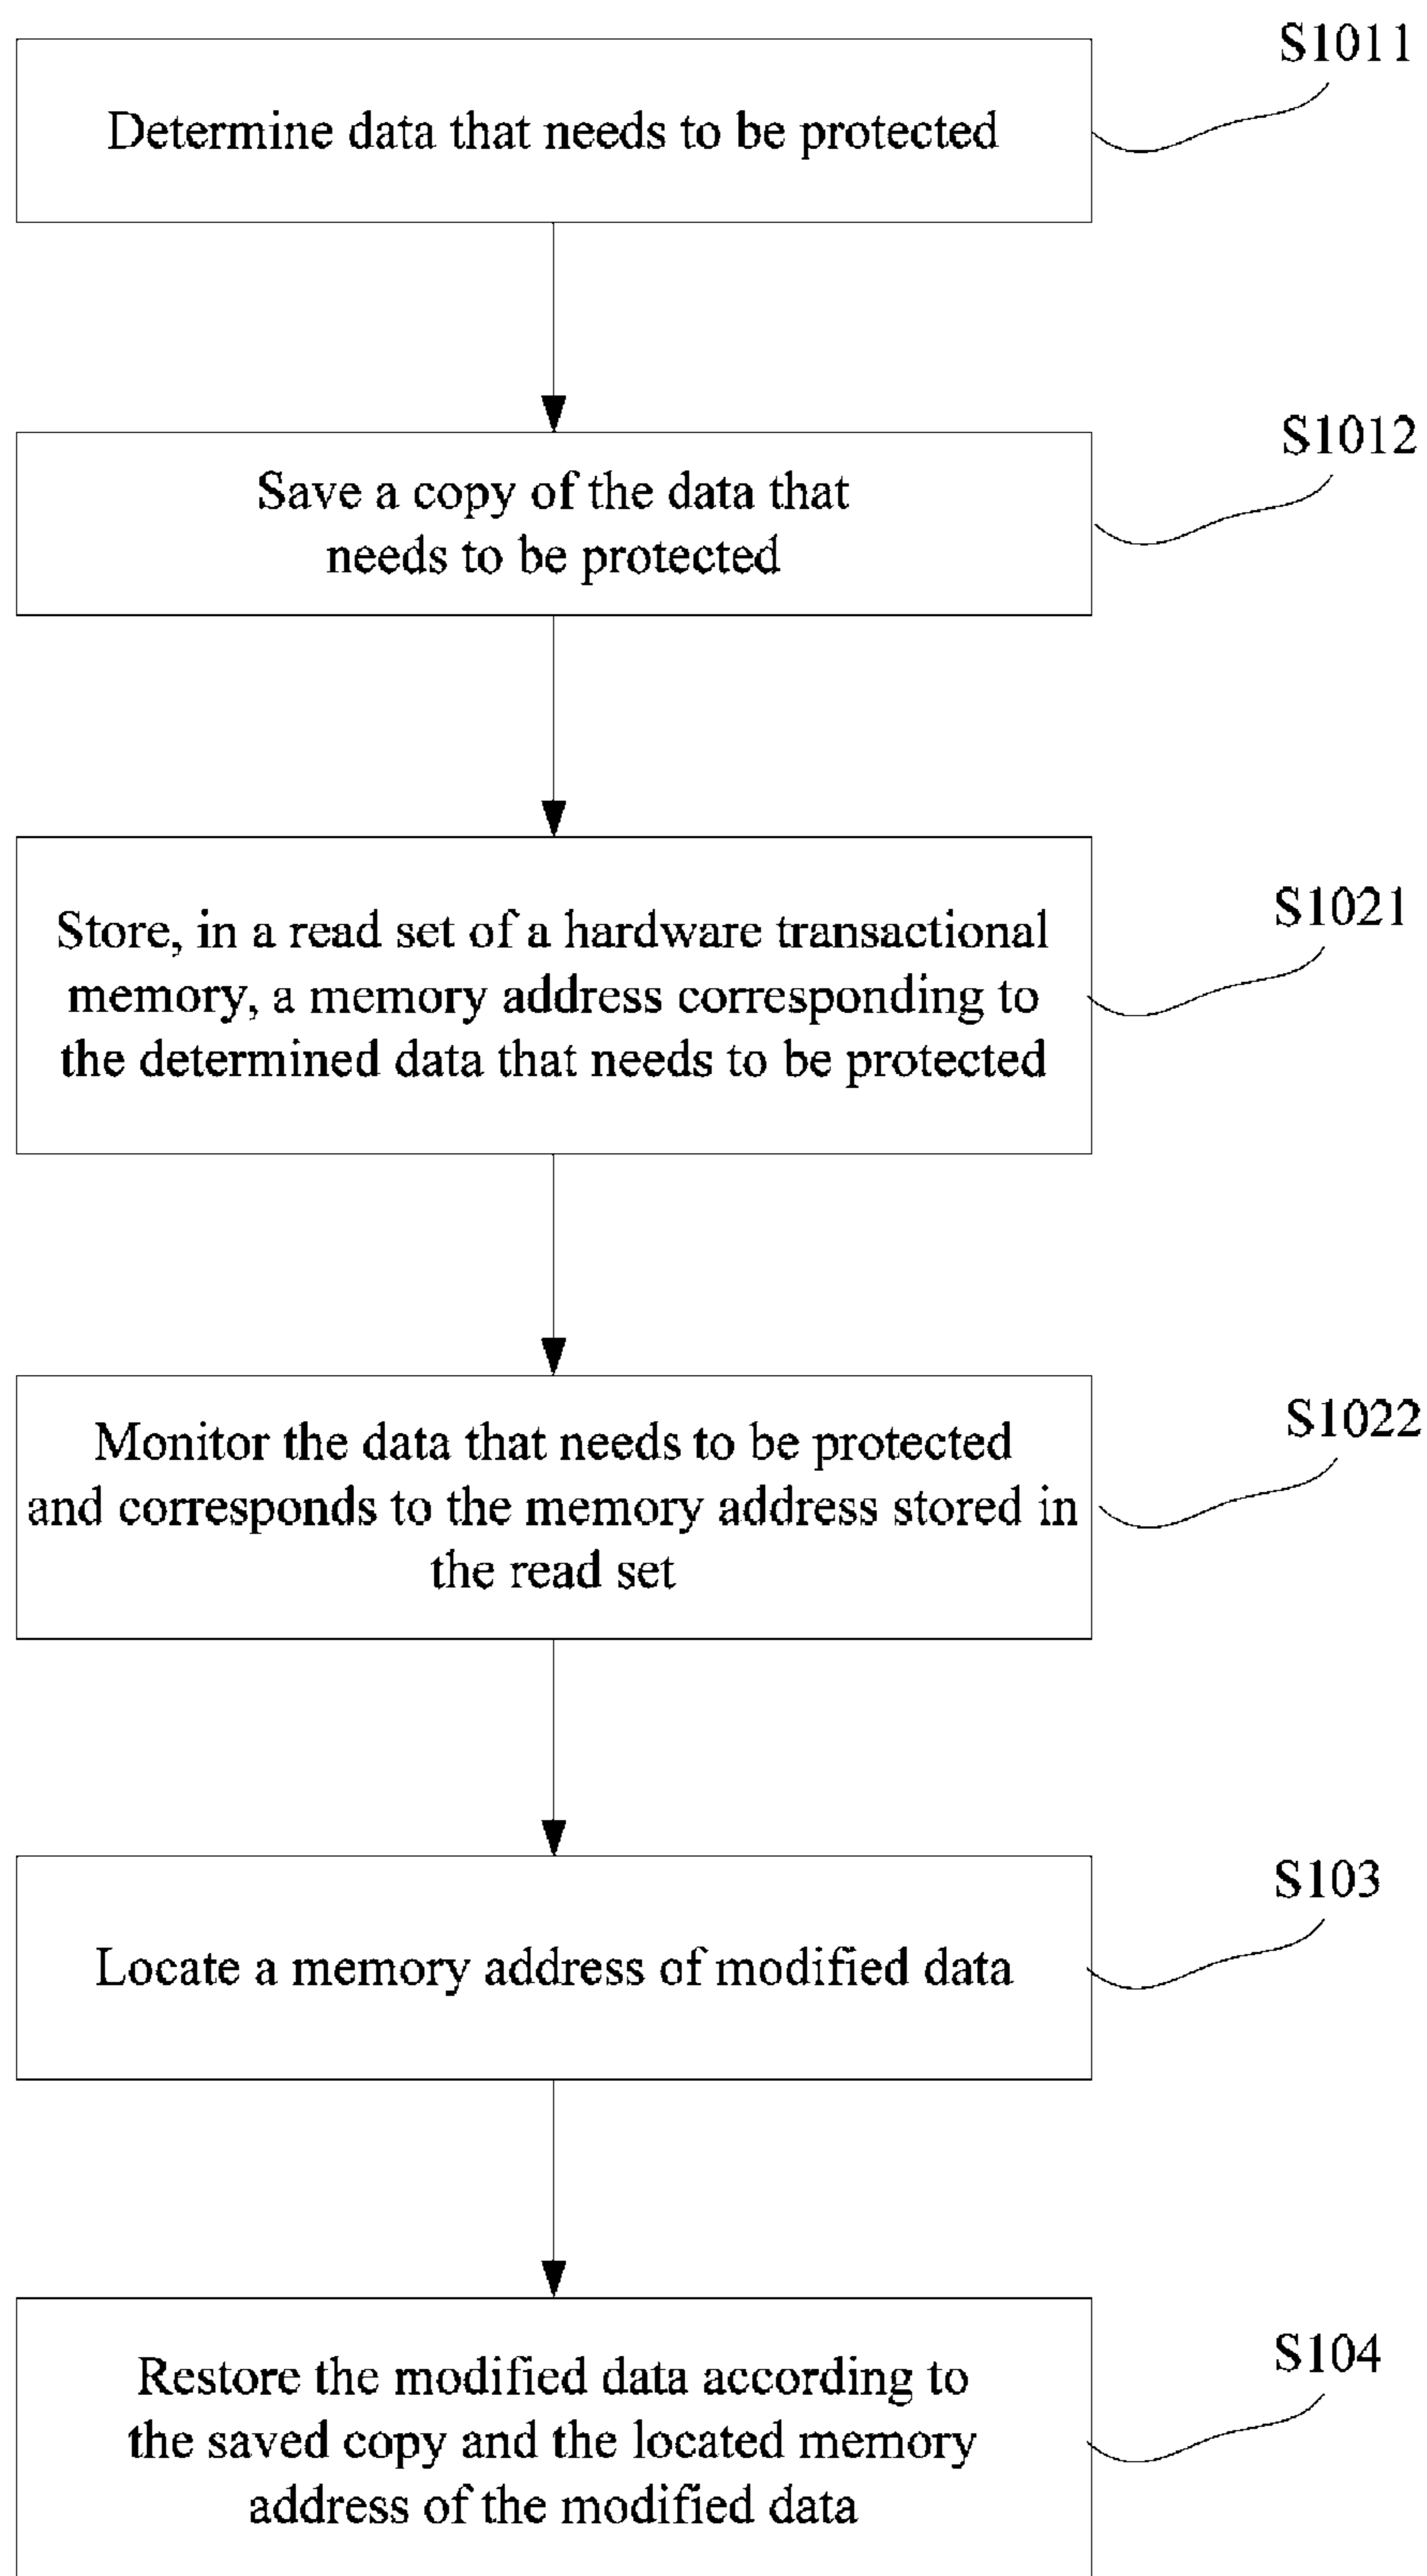 S1011
Determine data that needs to be protected
S1012
Save a copy of the data that
needs to be protected
S1021
Store, in a read set of a hardware transactional
memory, a memory address corresponding to
the determined data that needs to be protected
S1022
Monitor the data that needs to be protected
and corresponds to the memory address stored in
the read set
S103
Locate a memory address of modified data
S104
Restore the modified data according to
the saved copy and the located memory
address of the modified data